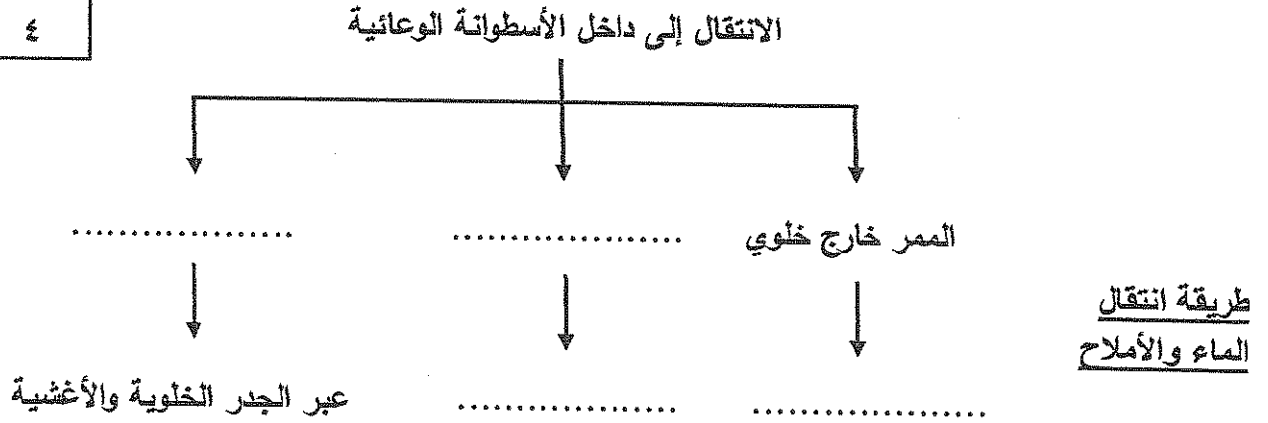 ٤
الانتقال إلى داخل الأسطوانة الوعائية
الممر خارج خلوي ................... ...................
طريقة انتقال
الماء والأملاح
................... ................... عبر الجدر الخلوية والأغشية